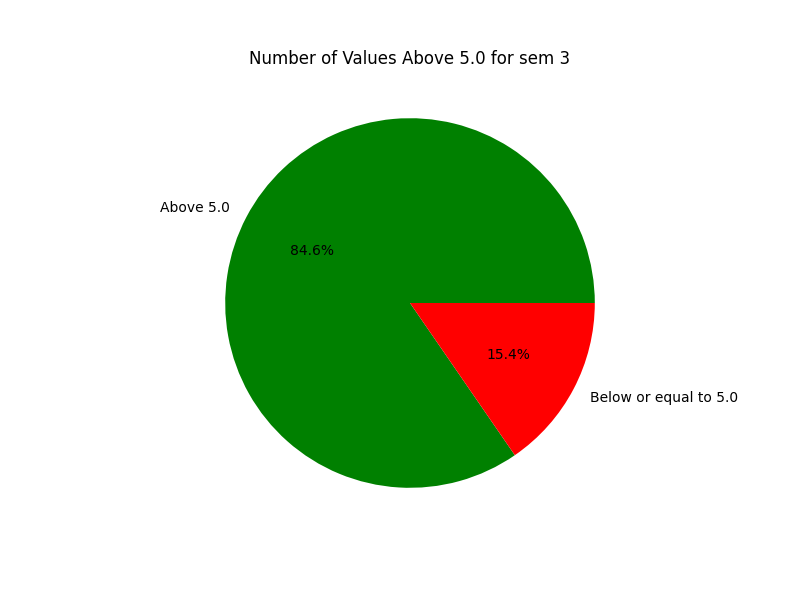 Number of Values Above 5.0 for sem 3
Above 5.0
84.6%
15.4%
Below or equal to 5.0